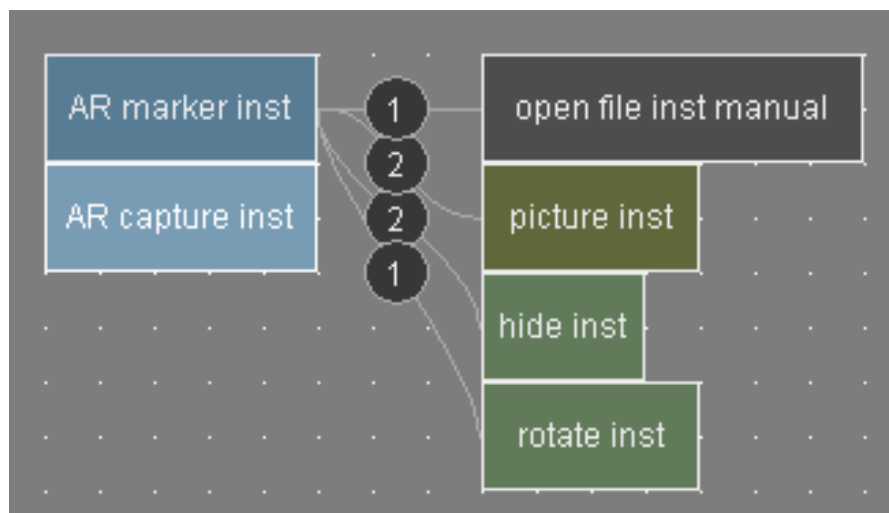 AR marker inst
1
open file inst manual
2
AR capture inst
2
picture inst
1
hide inst
rotate inst